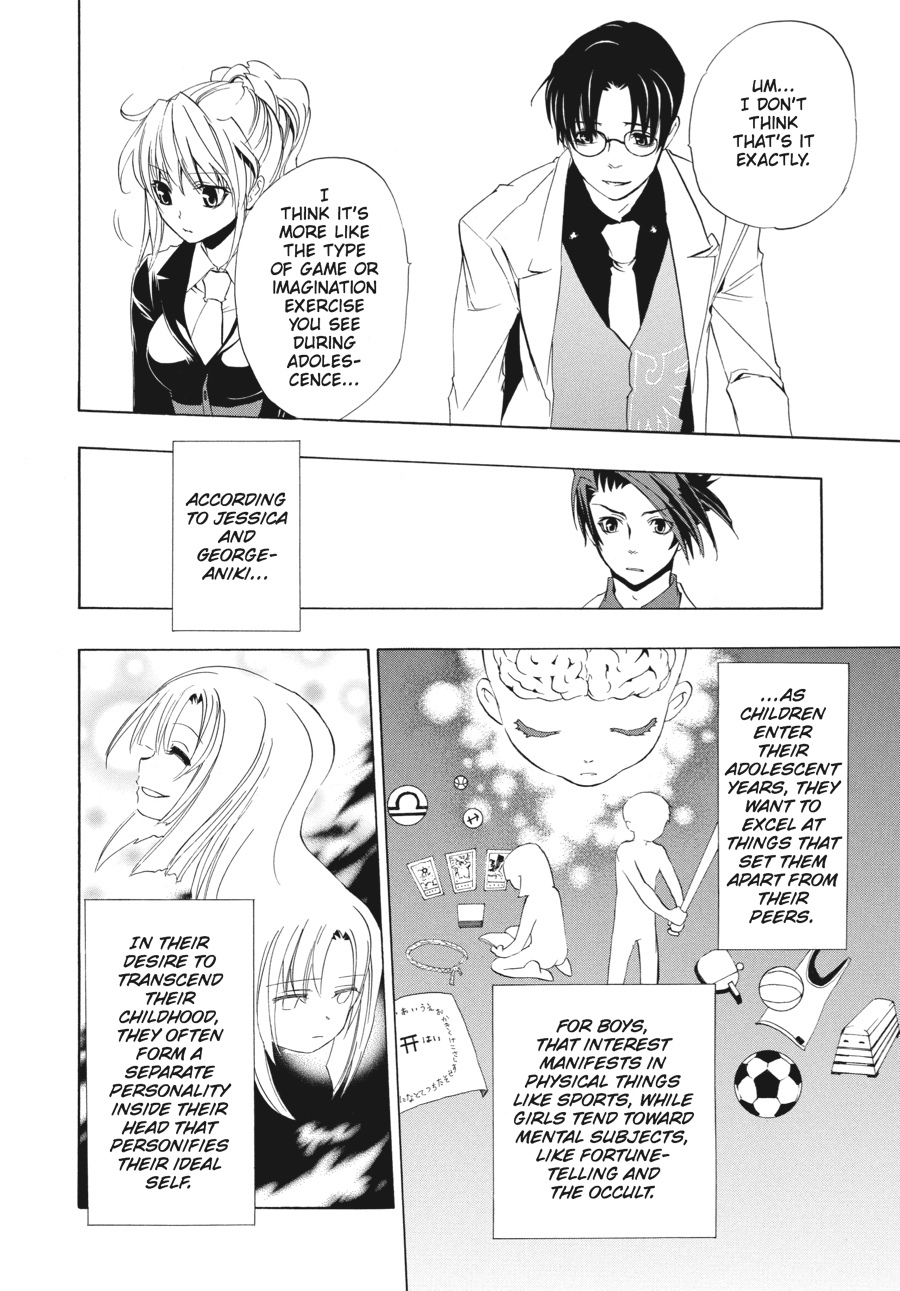 UM...
I DON'T
THINK
THAT'S IT
EXACTLY.
I
THINK IT'S
MORE LIKE
THE TYPE
OF GAME OR
IMAGINATION
EXERCISE
YOU SEE
DURING
ADOLES-
CENCE...
ACCORDING
TO JESSICA
AND
GEORGE-
ANIKI...
...AS
CHILDREN
ENTER
THEIR
ADOLESCENT
YEARS, THEY
WANT TO
EXCEL AT
THINGS THAT
SET THEM
APART FROM
THEIR
PEERS.
FOR BOYS,
THAT INTEREST
MANIFESTS IN
PHYSICAL THINGS
LIKE SPORTS, WHILE
GIRLS TEND TOWARD
MENTAL SUBJECTS,
LIKE FORTUNE-
TELLING AND
THE OCCULT.
はい
IN THEIR
DESIRE TO
TRANSCEND
THEIR
CHILDHOOD,
THEY OFTEN
FORM A
SEPARATE
PERSONALITY
INSIDE THEIR
HEAD THAT
PERSONIFIES
THEIR IDEAL
SELF.